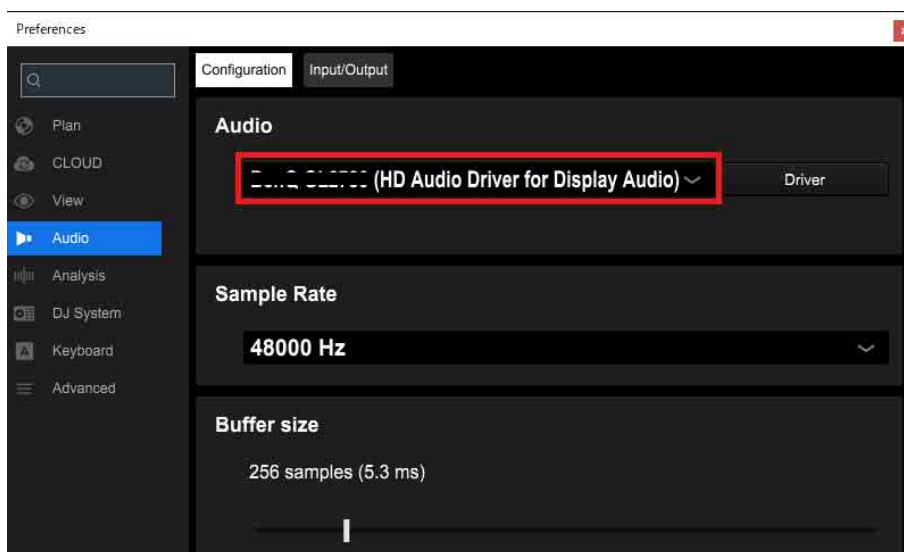 Preferences
Configuration Input/Output
Plan
CLOUD
View
Audio
Analysis
DJ System
Keyboard
Advanced
Audio
(HD Audio Driver for Display Audio)
Driver
Sample Rate
48000 Hz
Buffer size
256 samples (5.3 ms)